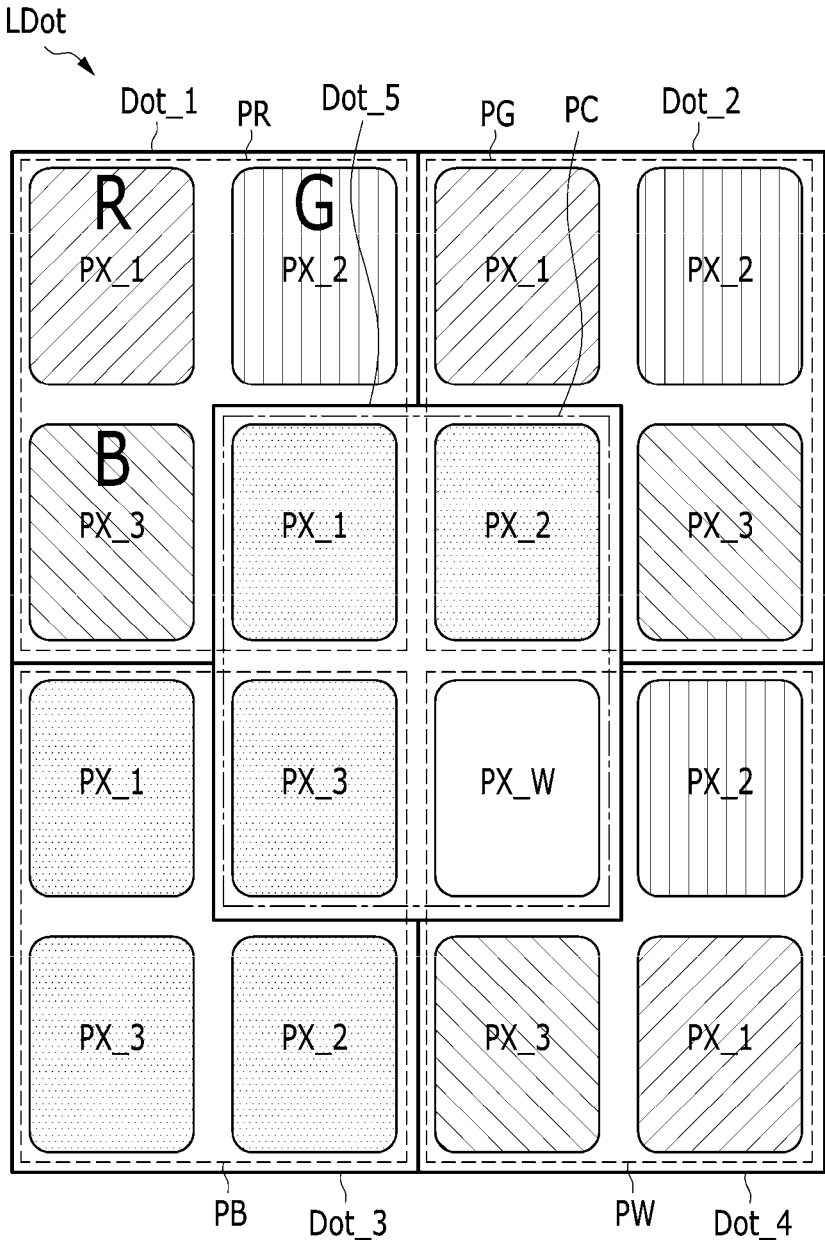 LDot
Dot_1
PR
Dot_5
PG
PC
Dot_2
R
G
PX_1
PX_2
PX_1
PX_2
B
PX_3
PX_1
PX_2
PX_3
PX_1
PX_3
PX_W
PX_2
PX_3
PX_2
PX_3
PX_1
PB
Dot_3
PW
Dot_4